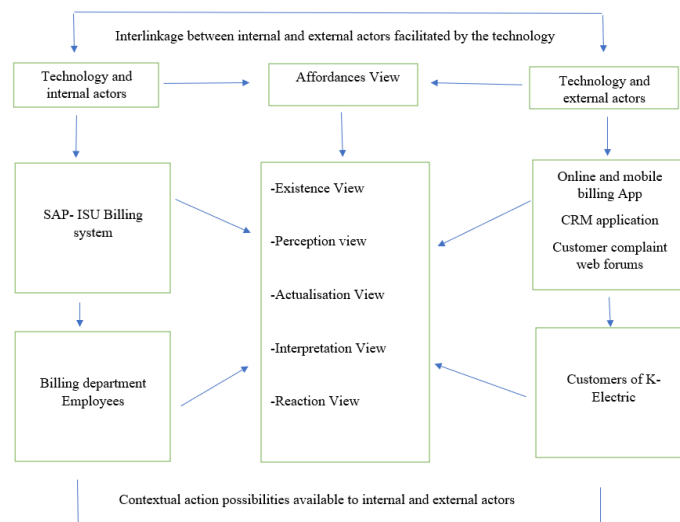 Interlinkage between internal and external actors facilitated by the technology
Technology and
internal actors
Affordances View
Technology and
external actors
SAP- ISU Billing
system
-Existence View
-Perception view
-Actualisation View
-Interpretation View
-Reaction View
Online and mobile
billing App
CRM application
Customer complaint
web forums
Billing department
Employees
Customers of K-
Electric
Contextual action possibilities available to internal and external actors